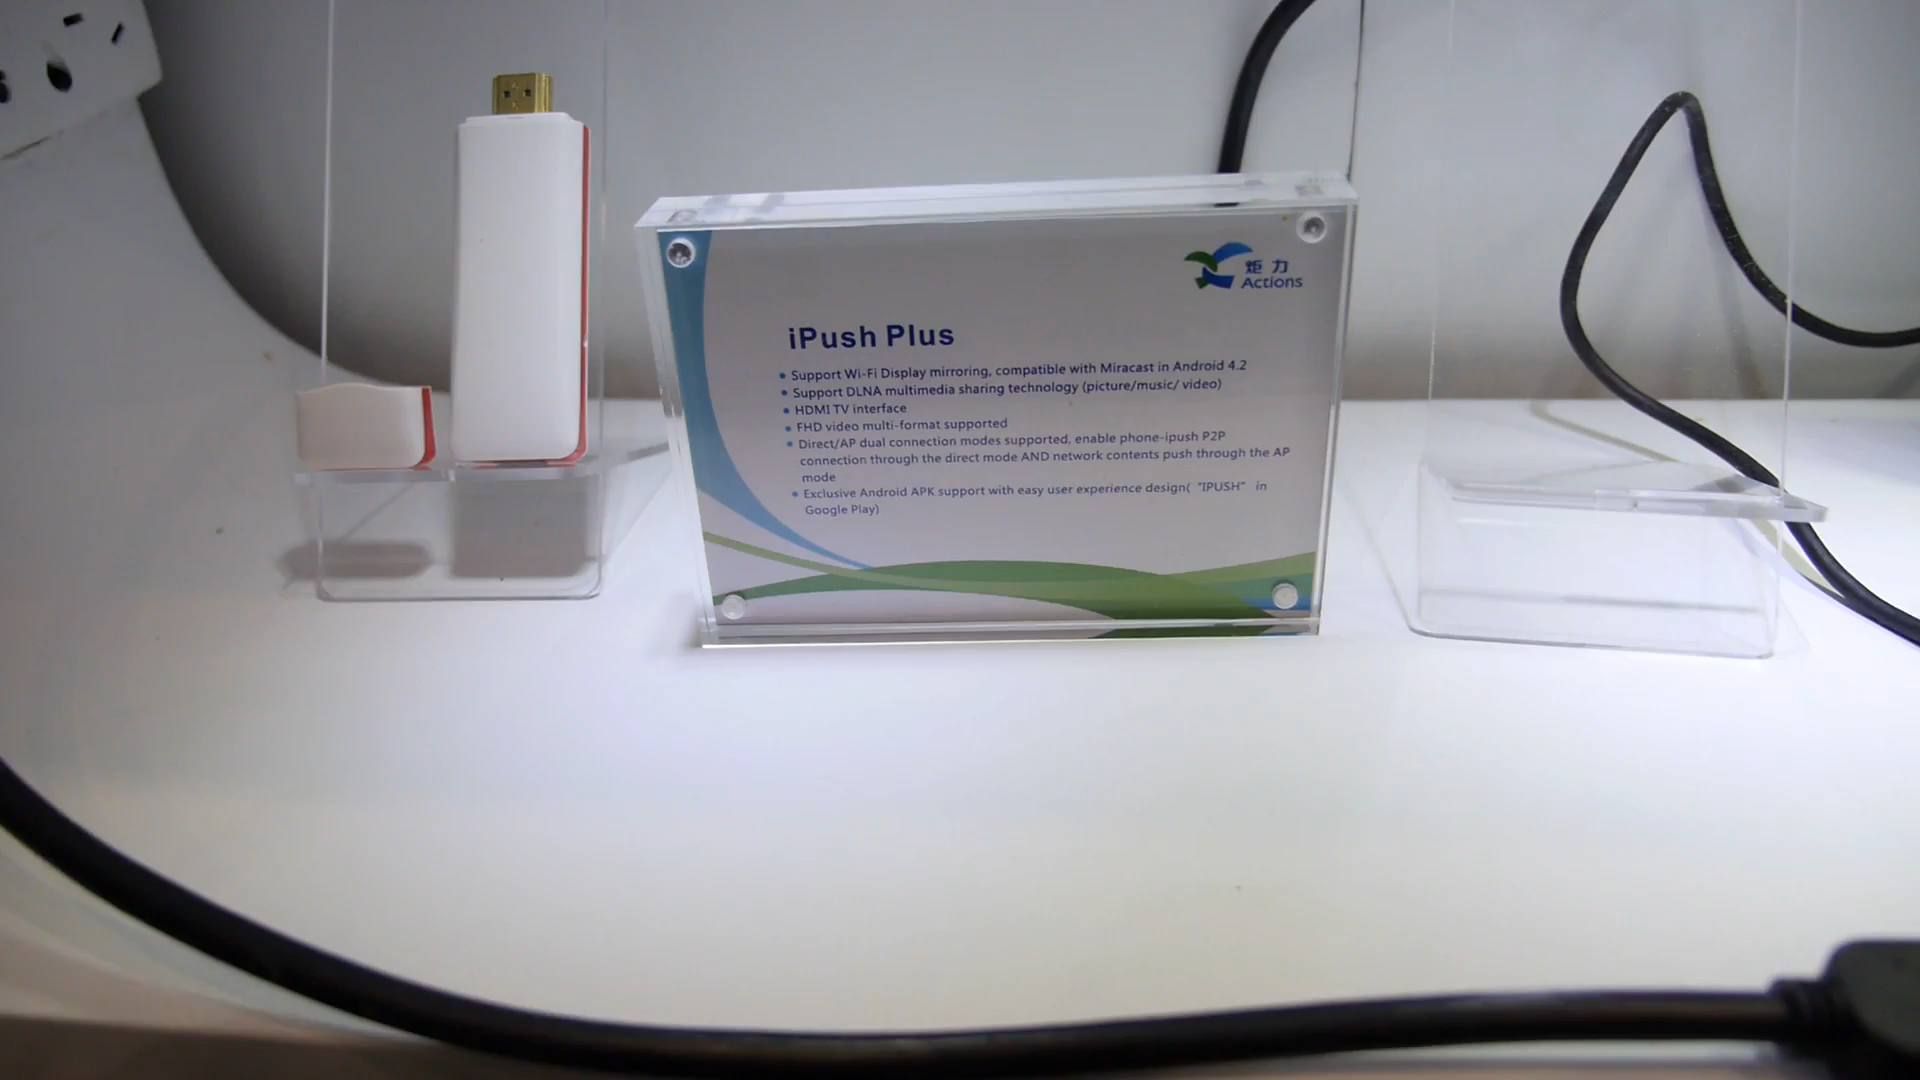 炬力
Actions
iPush Plus
• Support Wi-Fi Display mirroring, compatible with Miracast in Android 4.2
• Support DLNA multimedia sharing technology (picture/music/ video)
• HDMI TV interface
• FHD video multi-format supported
• Direct/AP dual connection modes supported, enable phone-ipush P2P
connection through the direct mode AND network contents push through the AP
mode
• Exclusive Android APK support with easy user experience design( “IPUSH” in
Google Play)